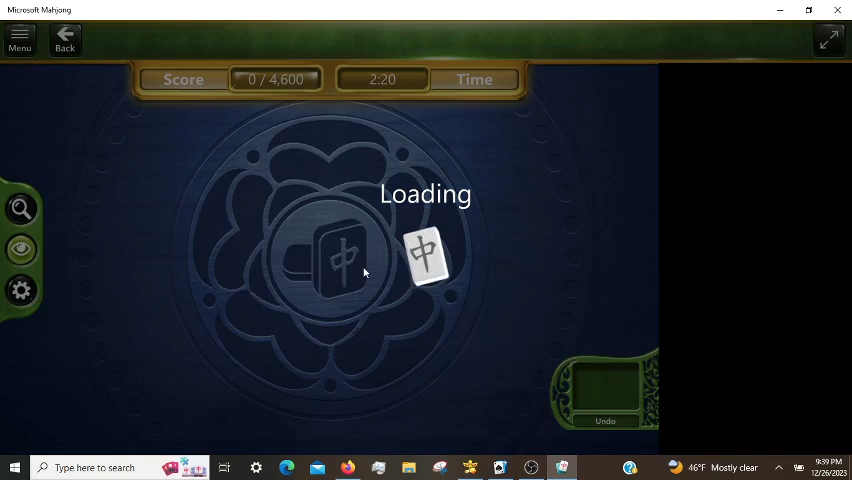 Microsoft Mahjong
Menu
Back
Score
0 / 4,600
2:20
Time
Loading
中
中
Undo
Type here to search
46°F Mostly clear
9:39 PM
12/26/2023